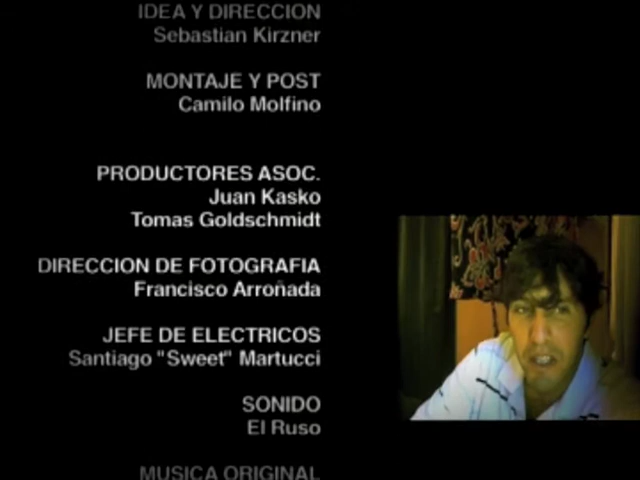 IDEA Y DIRECCION
Sebastian Kirzner
MONTAJE Y POST
Camilo Molfino
PRODUCTORES ASOC.
Juan Kasko
Tomas Goldschmidt
DIRECCION DE FOTOGRAFIA
Francisco Arroñada
JEFE DE ELECTRICOS
Santiago "Sweet" Martucci
SONIDO
El Ruso
MUSICA ORIGINAL